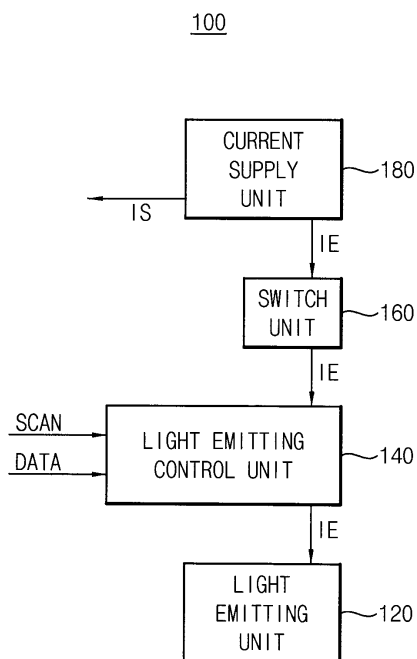 100
CURRENT
SUPPLY
UNIT
180
IS
IE
SWITCH
UNIT
160
IE
SCAN
DATA
LIGHT EMITTING
CONTROL UNIT
140
IE
LIGHT
EMITTING
UNIT
120